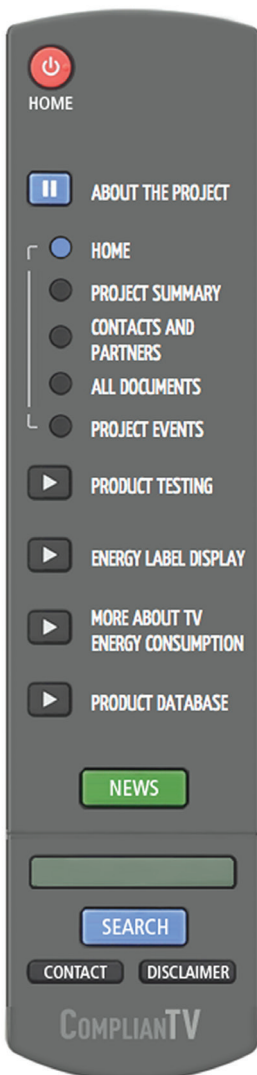 HOME
ABOUT THE PROJECT
HOME
PROJECT SUMMARY
CONTACTS AND
PARTNERS
ALL DOCUMENTS
PROJECT EVENTS
PRODUCT TESTING
ENERGY LABEL DISPLAY
MORE ABOUT TV
ENERGY CONSUMPTION
PRODUCT DATABASE
NEWS
SEARCH
CONTACT DISCLAIMER
COMPLIANTV